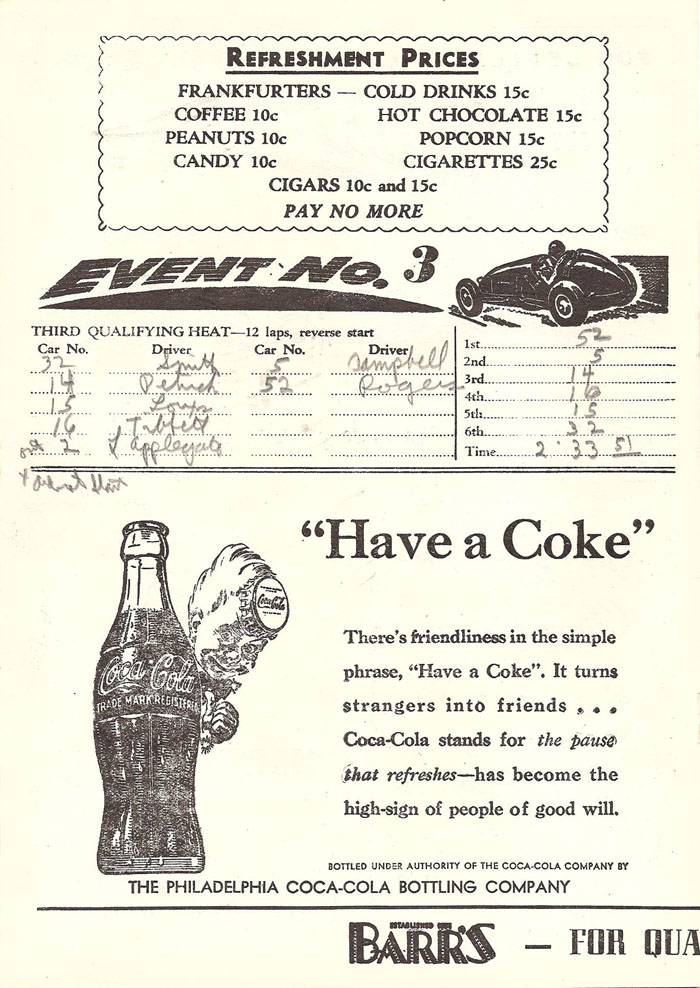 REFRESHMENT PRICES
FRANKFURTERS — COLD DRINKS 15c
COFFEE 10c HOT CHOCOLATE 15c
PEANUTS 10c POPCORN 15c
CANDY 10c CIGARETTES 25c
CIGARS 10c and 15c
PAY NO MORE
EVENT No. 3
THIRD QUALIFYING HEAT—12 laps, reverse start
Car No. Driver Car No. Driver
32 Smith 5 Campbell
14 52 Rogers
15
16
2 Applegate
1st 52
2nd 5
3rd 14
4th 16
5th 15
6th 32
Time 2:33 51
"Have a Coke"
Coca-Cola
Coca-Cola
TRADE MARK REGISTERED
There's friendliness in the simple
phrase, "Have a Coke". It turns
strangers into friends . . .
Coca-Cola stands for the pause
that refreshes—has become the
high-sign of people of good will.
BOTTLED UNDER AUTHORITY OF THE COCA-COLA COMPANY BY
THE PHILADELPHIA COCA-COLA BOTTLING COMPANY
BARR'S — FOR QUA